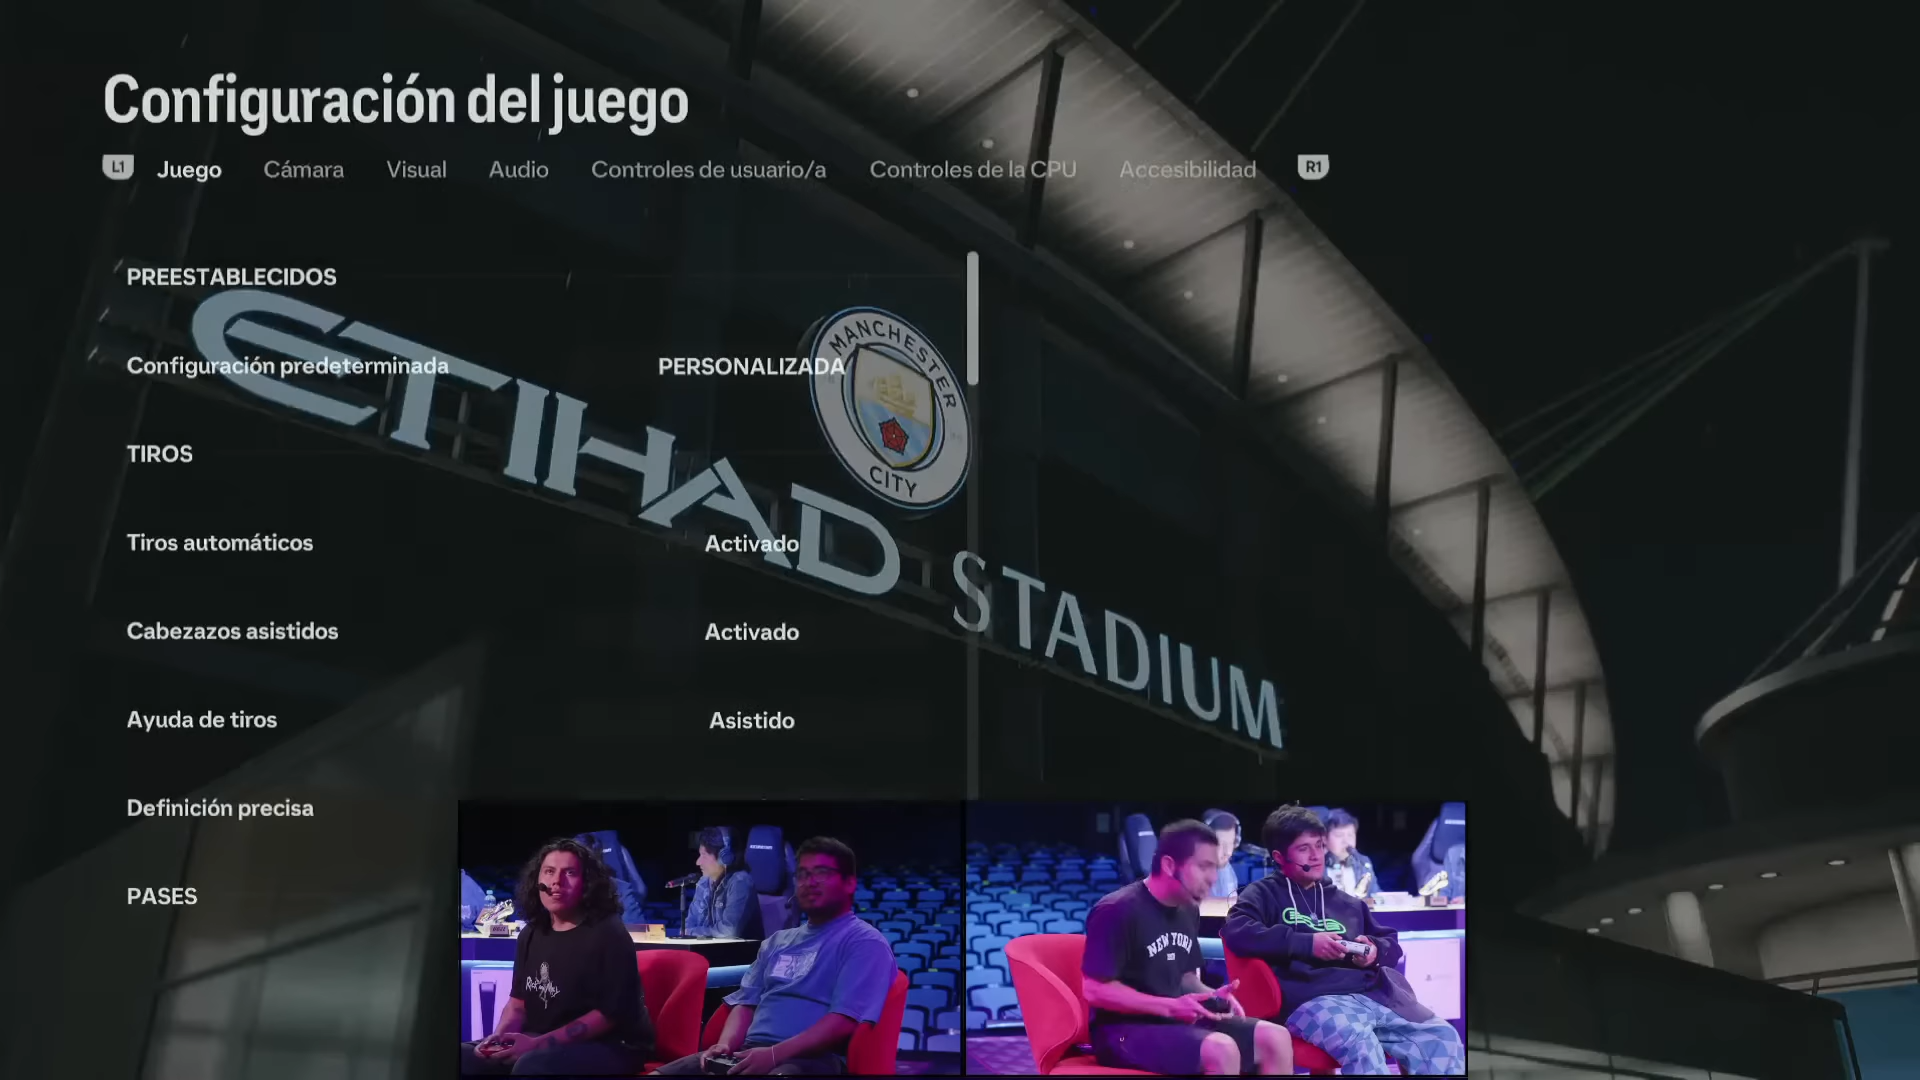 Configuración del juego
L1 Juego Cámara Visual Audio Controles de usuario/a Controles de la CPU Accesibilidad R1
PREESTABLECIDOS
Configuración predeterminada PERSONALIZADA
TIROS
Tiros automáticos Activado
Cabezazos asistidos Activado
Ayuda de tiros Asistido
Definición precisa
PASES
ETIHAD STADIUM
MANCHESTER
CITY
NEW YORK